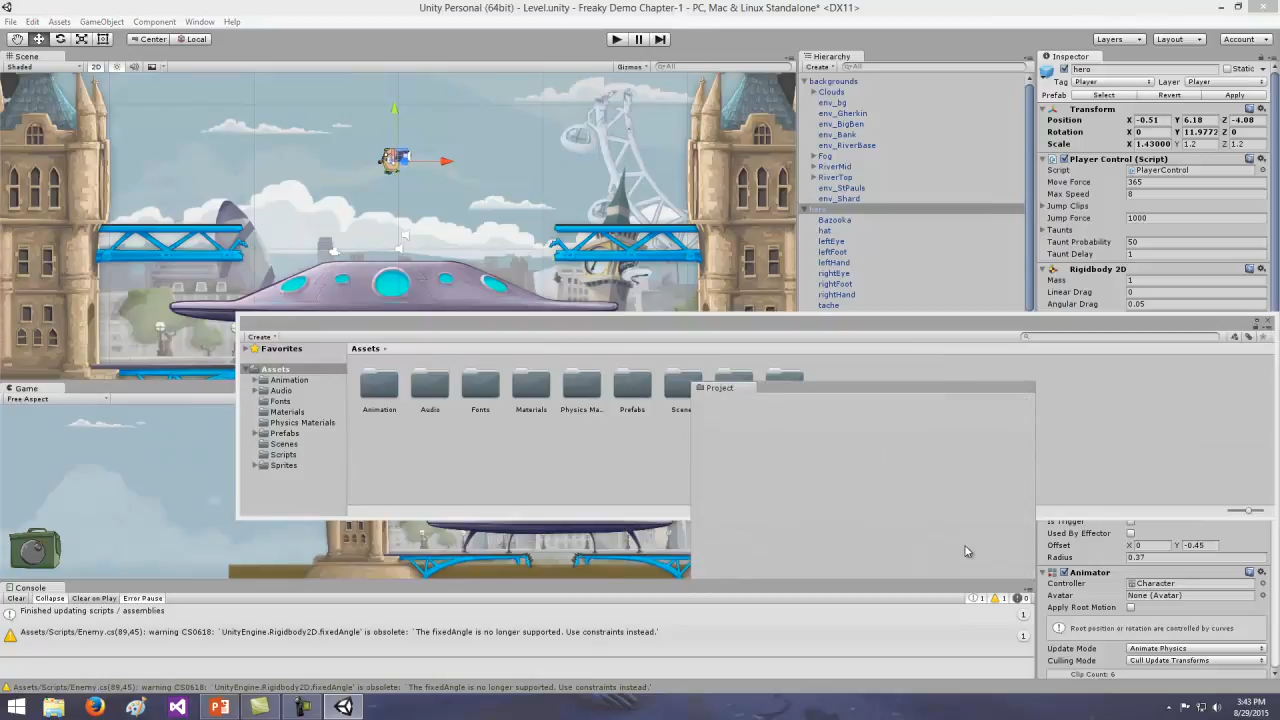 Unity Personal (64bit) - Level.unity - Freaky Demo Chapter-1 - PC, Mac & Linux Standalone* <DX11>
File Edit Assets GameObject Component Window Help
Center Local Layers Layout Account
Scene
Shaded 2D Gizmos All
Hierarchy
Create All
backgrounds
Clouds
env_bg
env_Gherkin
env_BigBen
env_Bank
env_RiverBase
Fog
RiverMid
RiverTop
env_StPauls
env_Shard
hero
Bazooka
hat
leftEye
leftFoot
leftHand
rightEye
rightFoot
rightHand
tache
Inspector
hero Static
Tag Player Layer Player
Prefab Select Revert Apply
Transform
Position X -0.51 Y 6.18 Z -4.08
Rotation X 0 Y 11.9772 Z 0
Scale X 1.43000 Y 1.2 Z 1.2
Player Control (Script)
Script PlayerControl
Move Force 365
Max Speed 8
Jump Clips
Jump Force 1000
Taunts
Taunt Probability 50
Taunt Delay 1
Rigidbody 2D
Mass 1
Linear Drag 0
Angular Drag 0.05
Create
Favorites
Assets
Animation
Audio
Fonts
Materials
Physics Materials
Prefabs
Scenes
Scripts
Sprites
Assets
Animation Audio Fonts Materials Physics Ma... Prefabs Scene
Project
Game
Free Aspect
Is Trigger
Used By Effector
Offset X 0 Y -0.45
Radius 0.37
Animator
Controller Character
Avatar None (Avatar)
Apply Root Motion
Root position or rotation are controlled by curves
Update Mode Animate Physics
Culling Mode Cull Update Transforms
Clip Count: 6
Console
Clear Collapse Clear on Play Error Pause 1 1 0
Finished updating scripts / assemblies 1
Assets/Scripts/Enemy.cs(89,45): warning CS0618: `UnityEngine.Rigidbody2D.fixedAngle' is obsolete: `The fixedAngle is no longer supported. Use constraints instead.' 1
Assets/Scripts/Enemy.cs(89,45): warning CS0618: `UnityEngine.Rigidbody2D.fixedAngle' is obsolete: `The fixedAngle is no longer supported. Use constraints instead.'
3:43 PM
8/29/2015